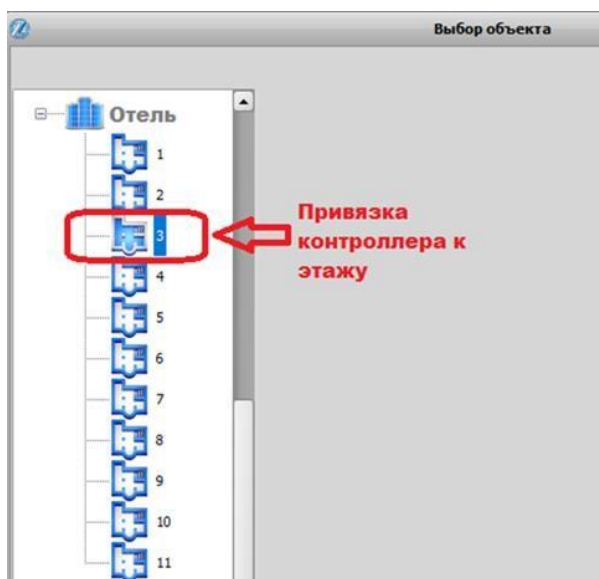 Выбор объекта
Отель
1
2
3
Привязка
контроллера к
этажу
4
5
6
7
8
9
10
11